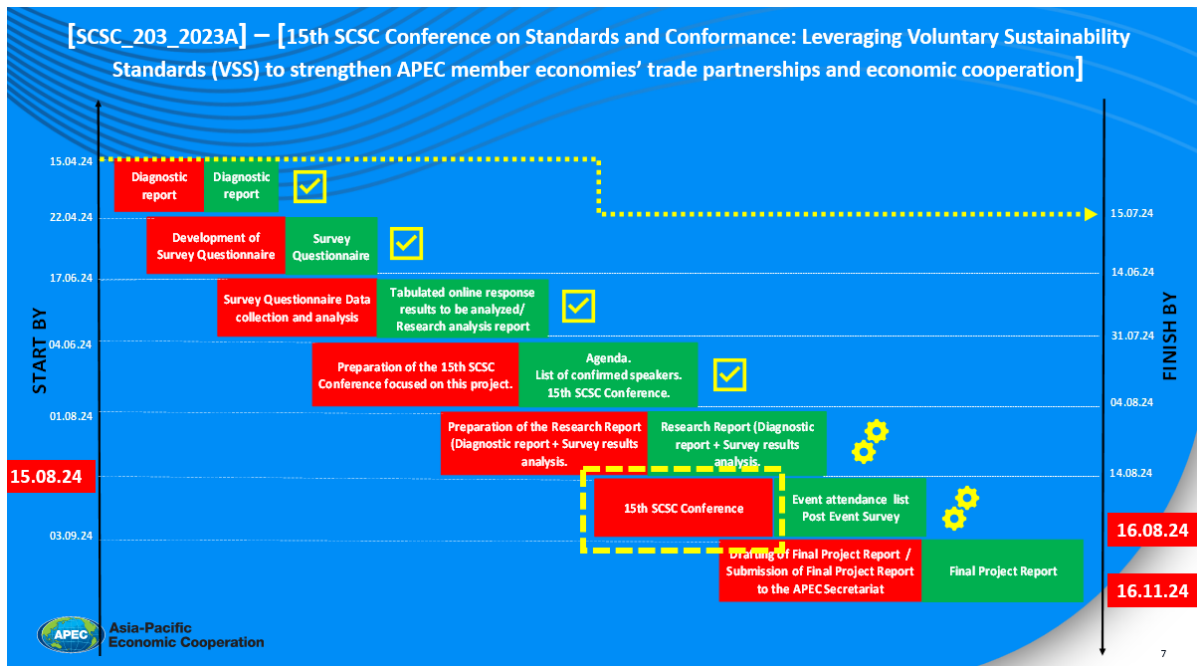 [SCSC_203_2023A] – [15th SCSC Conference on Standards and Conformance: Leveraging Voluntary Sustainability
Standards (VSS) to strengthen APEC member economies’ trade partnerships and economic cooperation]
START BY
FINISH BY
15.04.24
Diagnostic
report
Diagnostic
report
15.07.24
22.04.24
Development of
Survey Questionnaire
Survey
Questionnaire
14.06.24
17.06.24
Survey Questionnaire Data
collection and analysis
Tabulated online response
results to be analyzed/
Research analysis report
31.07.24
04.06.24
Preparation of the 15th SCSC
Conference focused on this project.
Agenda.
List of confirmed speakers.
15th SCSC Conference.
04.08.24
01.08.24
Preparation of the Research Report
(Diagnostic report + Survey results
analysis.
Research Report (Diagnostic
report + Survey results
analysis.
14.08.24
15.08.24
15th SCSC Conference
Event attendance list
Post Event Survey
16.08.24
03.09.24
Drafting of Final Project Report /
Submission of Final Project Report
to the APEC Secretariat
Final Project Report
16.11.24
APEC
Asia-Pacific
Economic Cooperation
7